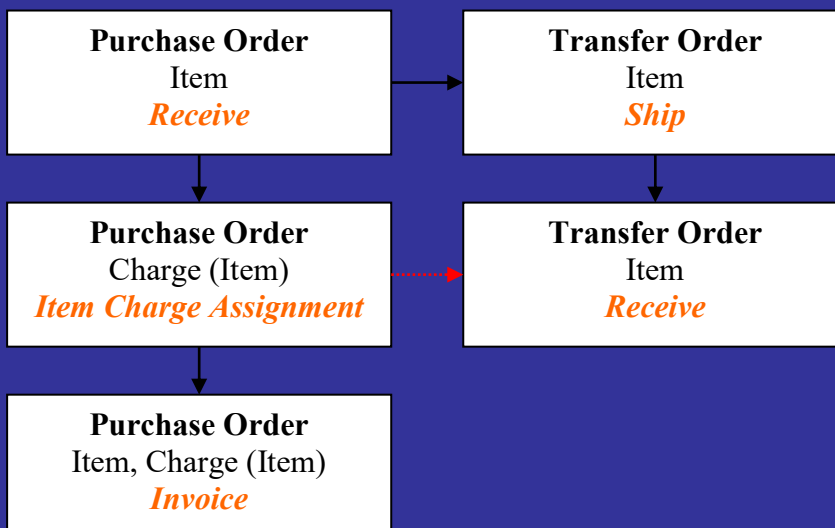 Purchase Order
Item
Receive
Transfer Order
Item
Ship
Purchase Order
Charge (Item)
Item Charge Assignment
Transfer Order
Item
Receive
Purchase Order
Item, Charge (Item)
Invoice